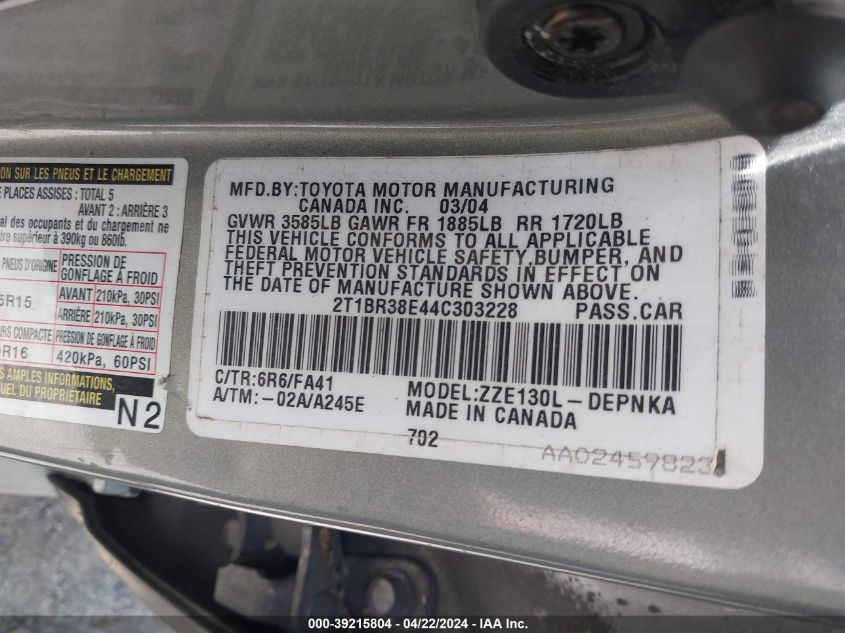 ON SUR LES PNEUS ET LE CHARGEMENT
E PLACES ASSISES : TOTAL 5
AVANT 2 : ARRIÈRE 3
tal des occupants et du chargement ne
re supérieur à 390kg ou 860lb.
PNEUS D'ORIGINE PRESSION DE GONFLAGE À FROID
5R15 AVANT 210kPa, 30PSI
ARRIÈRE 210kPa, 30PSI
URS COMPACTE PRESSION DE GONFLAGE À FROID
R16 420kPa, 60PSI
S AMPLES INFORMATIONS,
UEL DU PROPRIÉTAIRE
N2
MFD.BY:TOYOTA MOTOR MANUFACTURING
CANADA INC. 03/04
GVWR 3585LB GAWR FR 1885LB RR 1720LB
THIS VEHICLE CONFORMS TO ALL APPLICABLE
FEDERAL MOTOR VEHICLE SAFETY,BUMPER, AND
THEFT PREVENTION STANDARDS IN EFFECT ON
THE DATE OF MANUFACTURE SHOWN ABOVE.
2T1BR38E44C303228 PASS.CAR
C/TR:6R6/FA41 MODEL:ZZE130L-DEPNKA
A/TM:-02A/A245E MADE IN CANADA
702
AA02459823
000-39215804 - 04/22/2024 - IAA Inc.